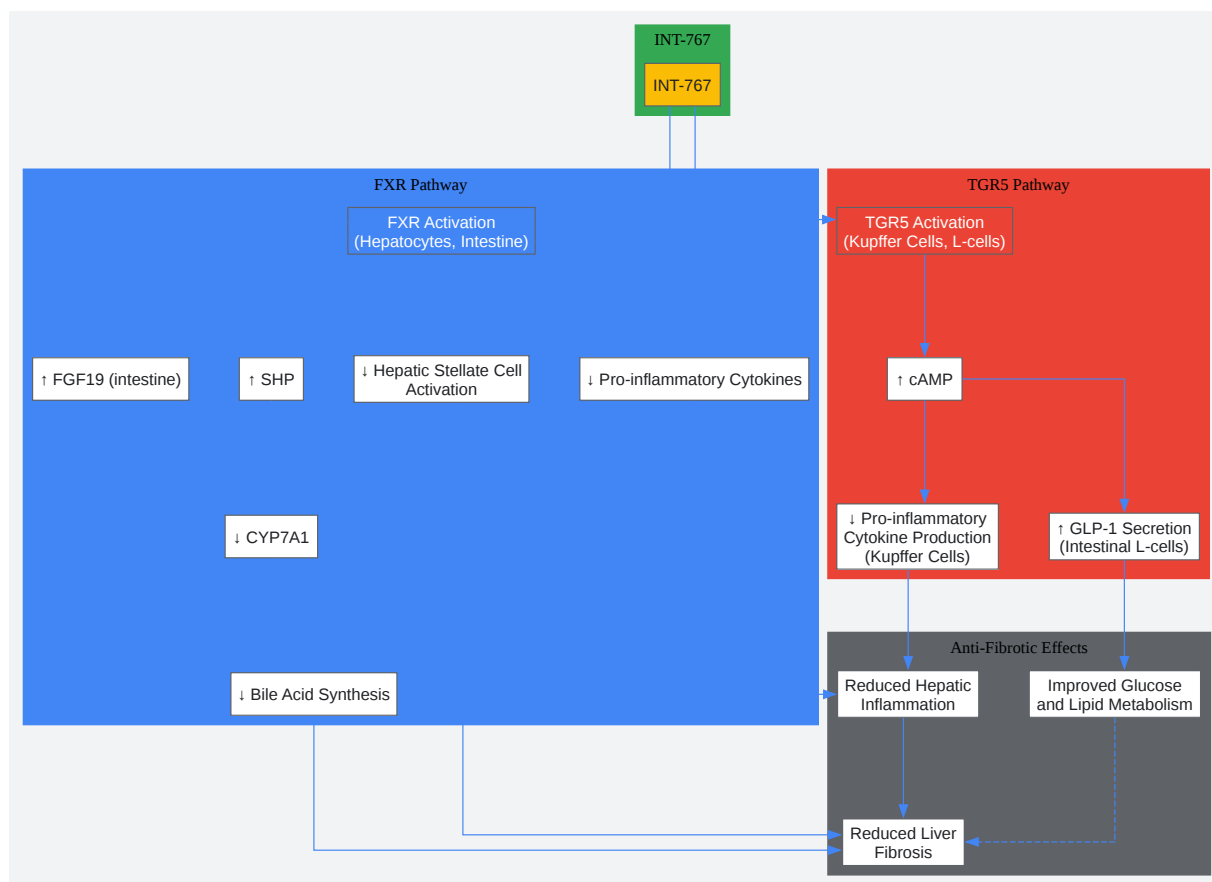 INT-767
INT-767
FXR Pathway
FXR Activation
(Hepatocytes, Intestine)
↑ FGF19 (intestine)
↑ SHP
↓ Hepatic Stellate Cell
Activation
↓ Pro-inflammatory Cytokines
↓ CYP7A1
↓ Bile Acid Synthesis
TGR5 Pathway
TGR5 Activation
(Kupffer Cells, L-cells)
↑ cAMP
↓ Pro-inflammatory
Cytokine Production
(Kupffer Cells)
↑ GLP-1 Secretion
(Intestinal L-cells)
Anti-Fibrotic Effects
Reduced Hepatic
Inflammation
Improved Glucose
and Lipid Metabolism
Reduced Liver
Fibrosis